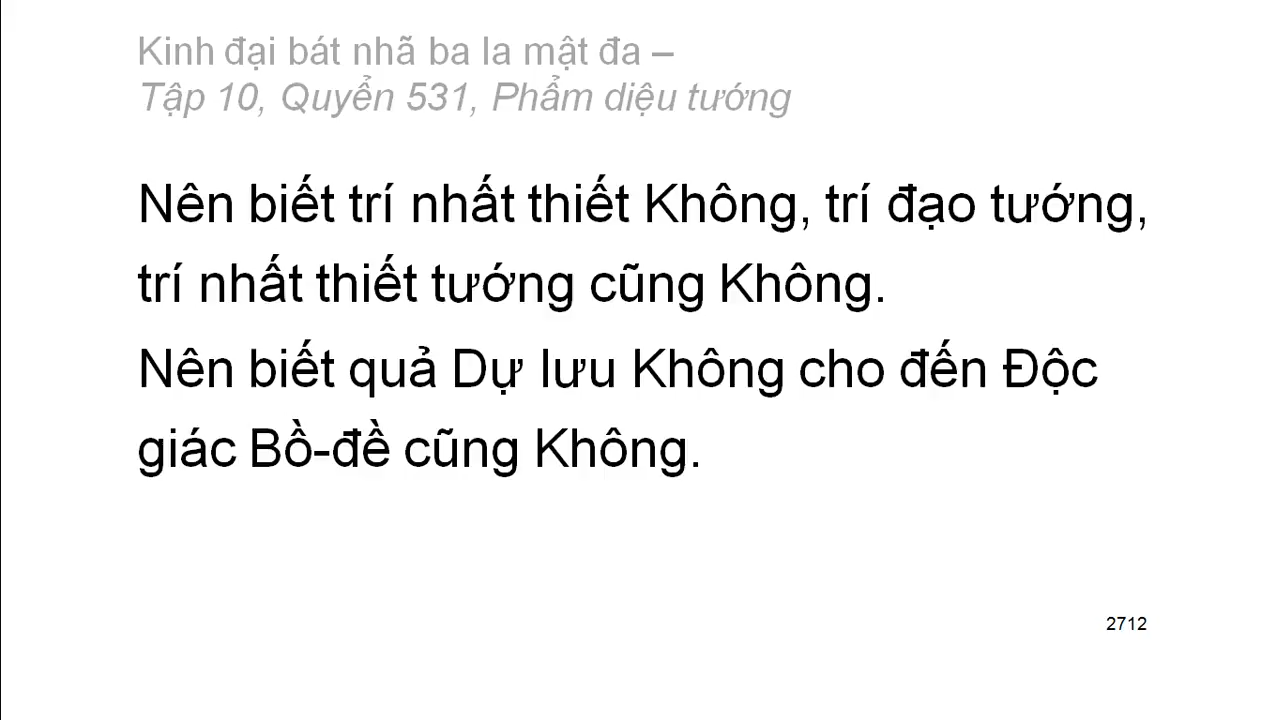 Kinh đại bát nhã ba la mật đa –
Tập 10, Quyển 531, Phẩm diệu tướng
Nên biết trí nhất thiết Không, trí đạo tướng,
trí nhất thiết tướng cũng Không.
Nên biết quả Dự lưu Không cho đến Độc
giác Bồ-đề cũng Không.
2712